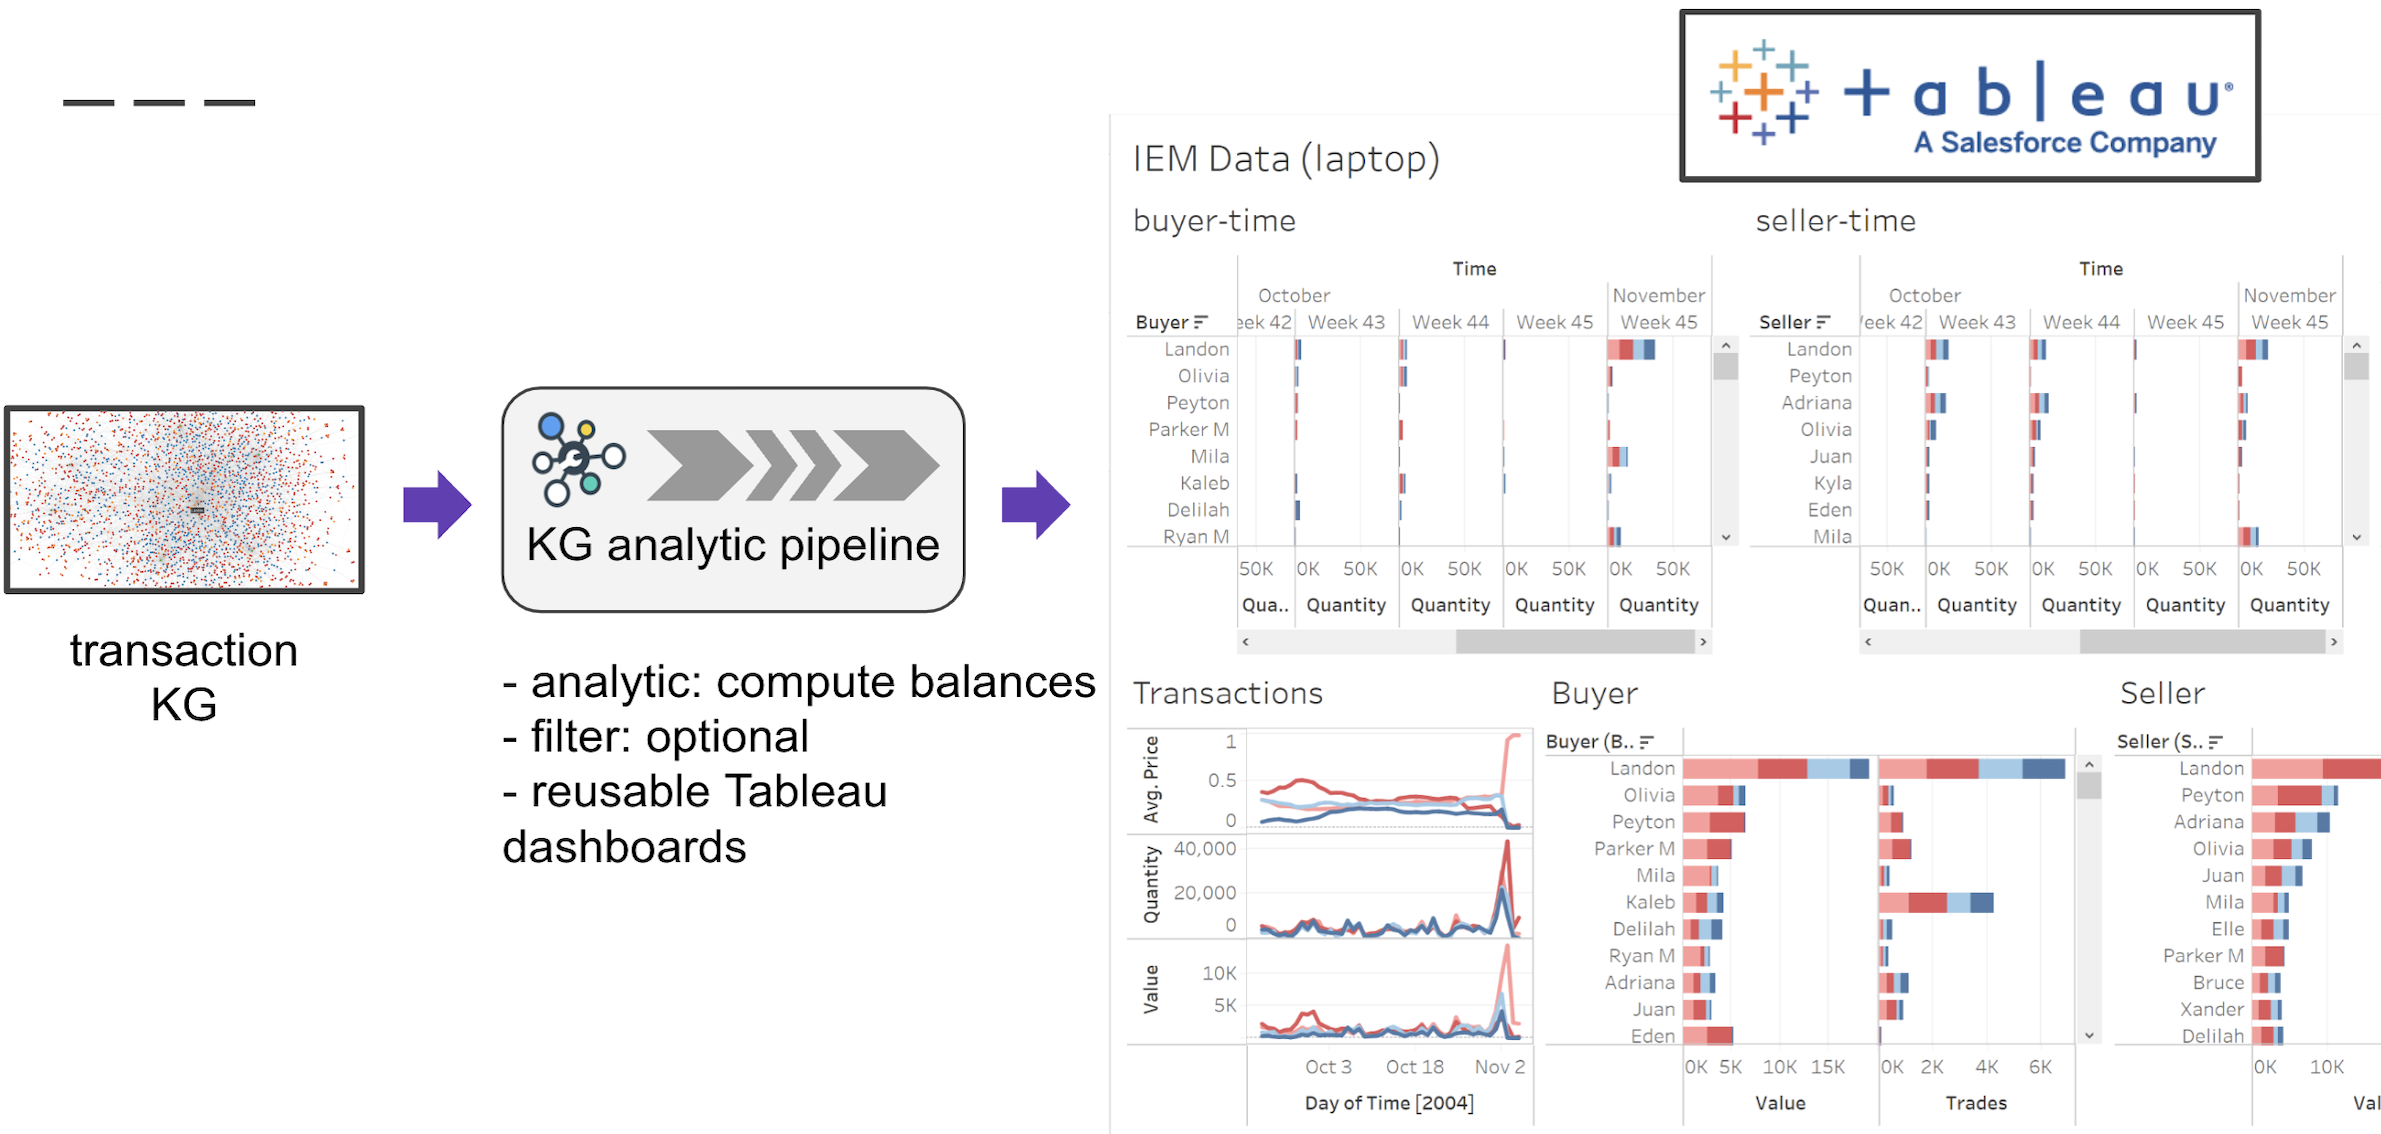 +ableau®
A Salesforce Company
transaction
KG
KG analytic pipeline
- analytic: compute balances
- filter: optional
- reusable Tableau
dashboards
IEM Data (laptop)
buyer-time
Time
October
November
Buyer
eek 42 Week 43 Week 44 Week 45 Week 45
Landon
Olivia
Peyton
Parker M
Mila
Kaleb
Delilah
Ryan M
50K 0K 50K 0K 50K 0K 50K 0K 50K
Qua.. Quantity Quantity Quantity Quantity
seller-time
Time
October
November
Seller
eek 42 Week 43 Week 44 Week 45 Week 45
Landon
Peyton
Adriana
Olivia
Juan
Kyla
Eden
Mila
50K 0K 50K 0K 50K 0K 50K 0K 50K
Quan.. Quantity Quantity Quantity Quantity
Transactions
Avg. Price
1
0.5
0
Quantity
40,000
20,000
0
Value
10K
5K
Oct 3 Oct 18 Nov 2
Day of Time [2004]
Buyer
Buyer (B..
Landon
Olivia
Peyton
Parker M
Mila
Kaleb
Delilah
Ryan M
Adriana
Juan
Eden
0K 5K 10K 15K 0K 2K 4K 6K
Value Trades
Seller
Seller (S..
Landon
Peyton
Adriana
Olivia
Juan
Mila
Elle
Parker M
Bruce
Xander
Delilah
0K 10K
Val